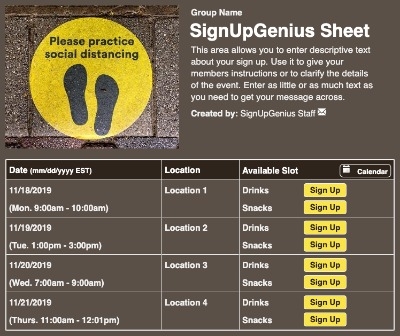 Please practice
social distancing
Group Name
SignUpGenius Sheet
This area allows you to enter descriptive text
about your sign up. Use it to give your
members instructions or to clarify the details
of the event. Enter as little or as much text as
you need to get your message across.
Created by: SignUpGenius Staff
Date (mm/dd/yyyy EST) Location Available Slot Calendar
11/18/2019 Location 1 Drinks Sign Up
(Mon. 9:00am - 10:00am) Snacks Sign Up
11/19/2019 Location 2 Drinks Sign Up
(Tue. 1:00pm - 3:00pm) Snacks Sign Up
11/20/2019 Location 3 Drinks Sign Up
(Wed. 7:00am - 9:00am) Snacks Sign Up
11/21/2019 Location 4 Drinks Sign Up
(Thurs. 11:00am - 12:01pm) Snacks Sign Up